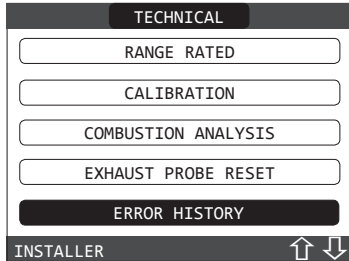 TECHNICAL
RANGE RATED
CALIBRATION
COMBUSTION ANALYSIS
EXHAUST PROBE RESET
ERROR HISTORY
INSTALLER